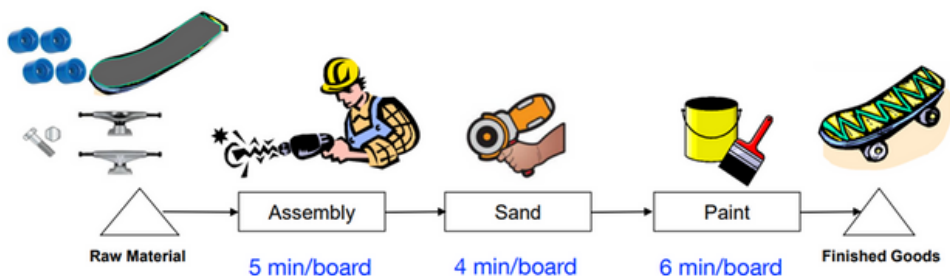 Assembly
Sand
Paint
Raw Material
Finished Goods
5 min/board
4 min/board
6 min/board